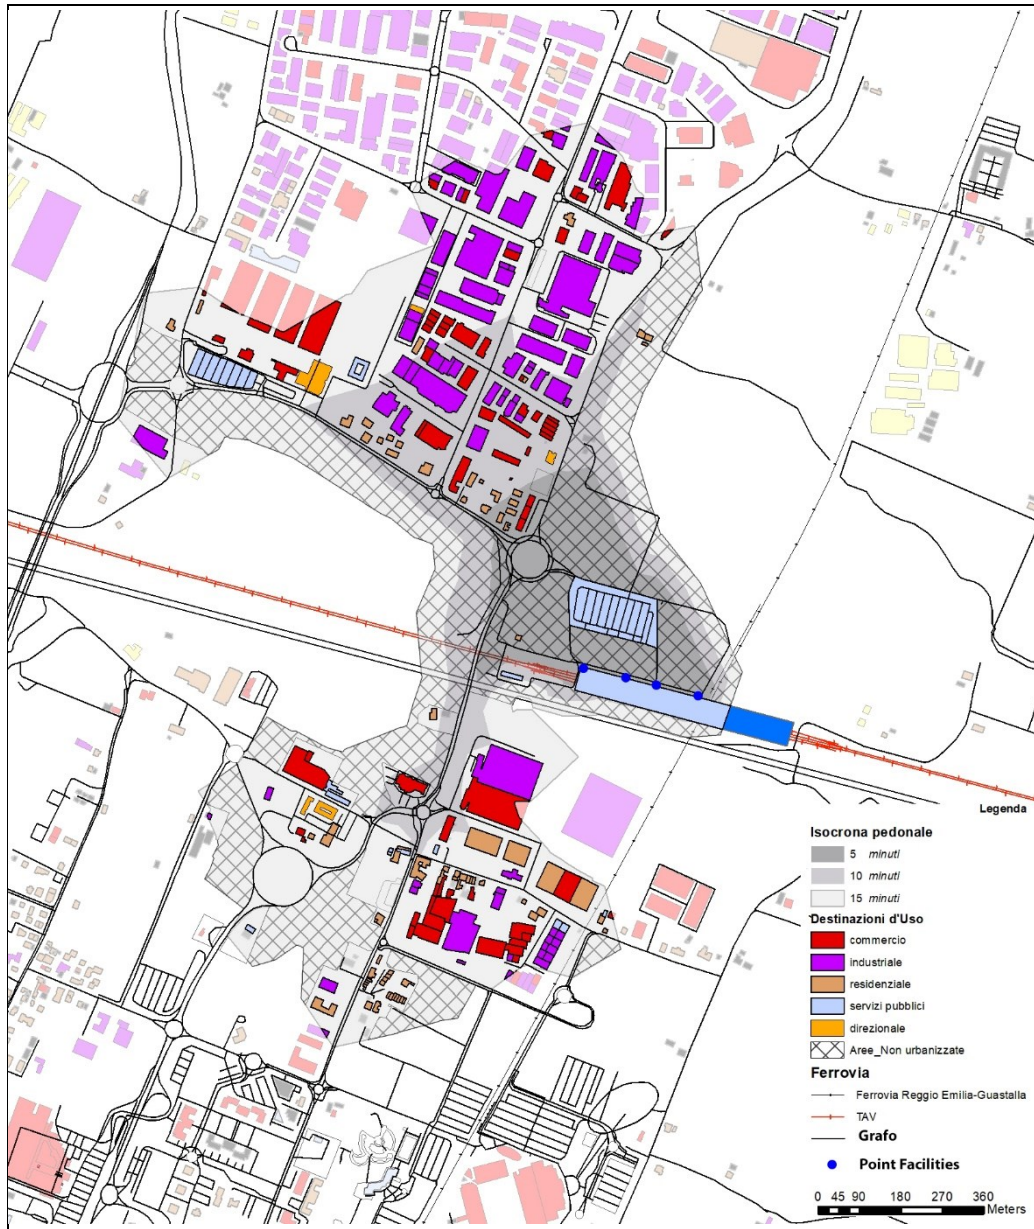 Legenda
Isocrona pedonale
5 minuti
10 minuti
15 minuti
Destinazioni d'Uso
commercio
industriale
residenziale
servizi pubblici
direzionale
Aree_Non urbanizzate
Ferrovia
Ferrovia Reggio Emilia-Guastalla
TAV
Grafo
Point Facilities
0 45 90 180 270 360
Meters